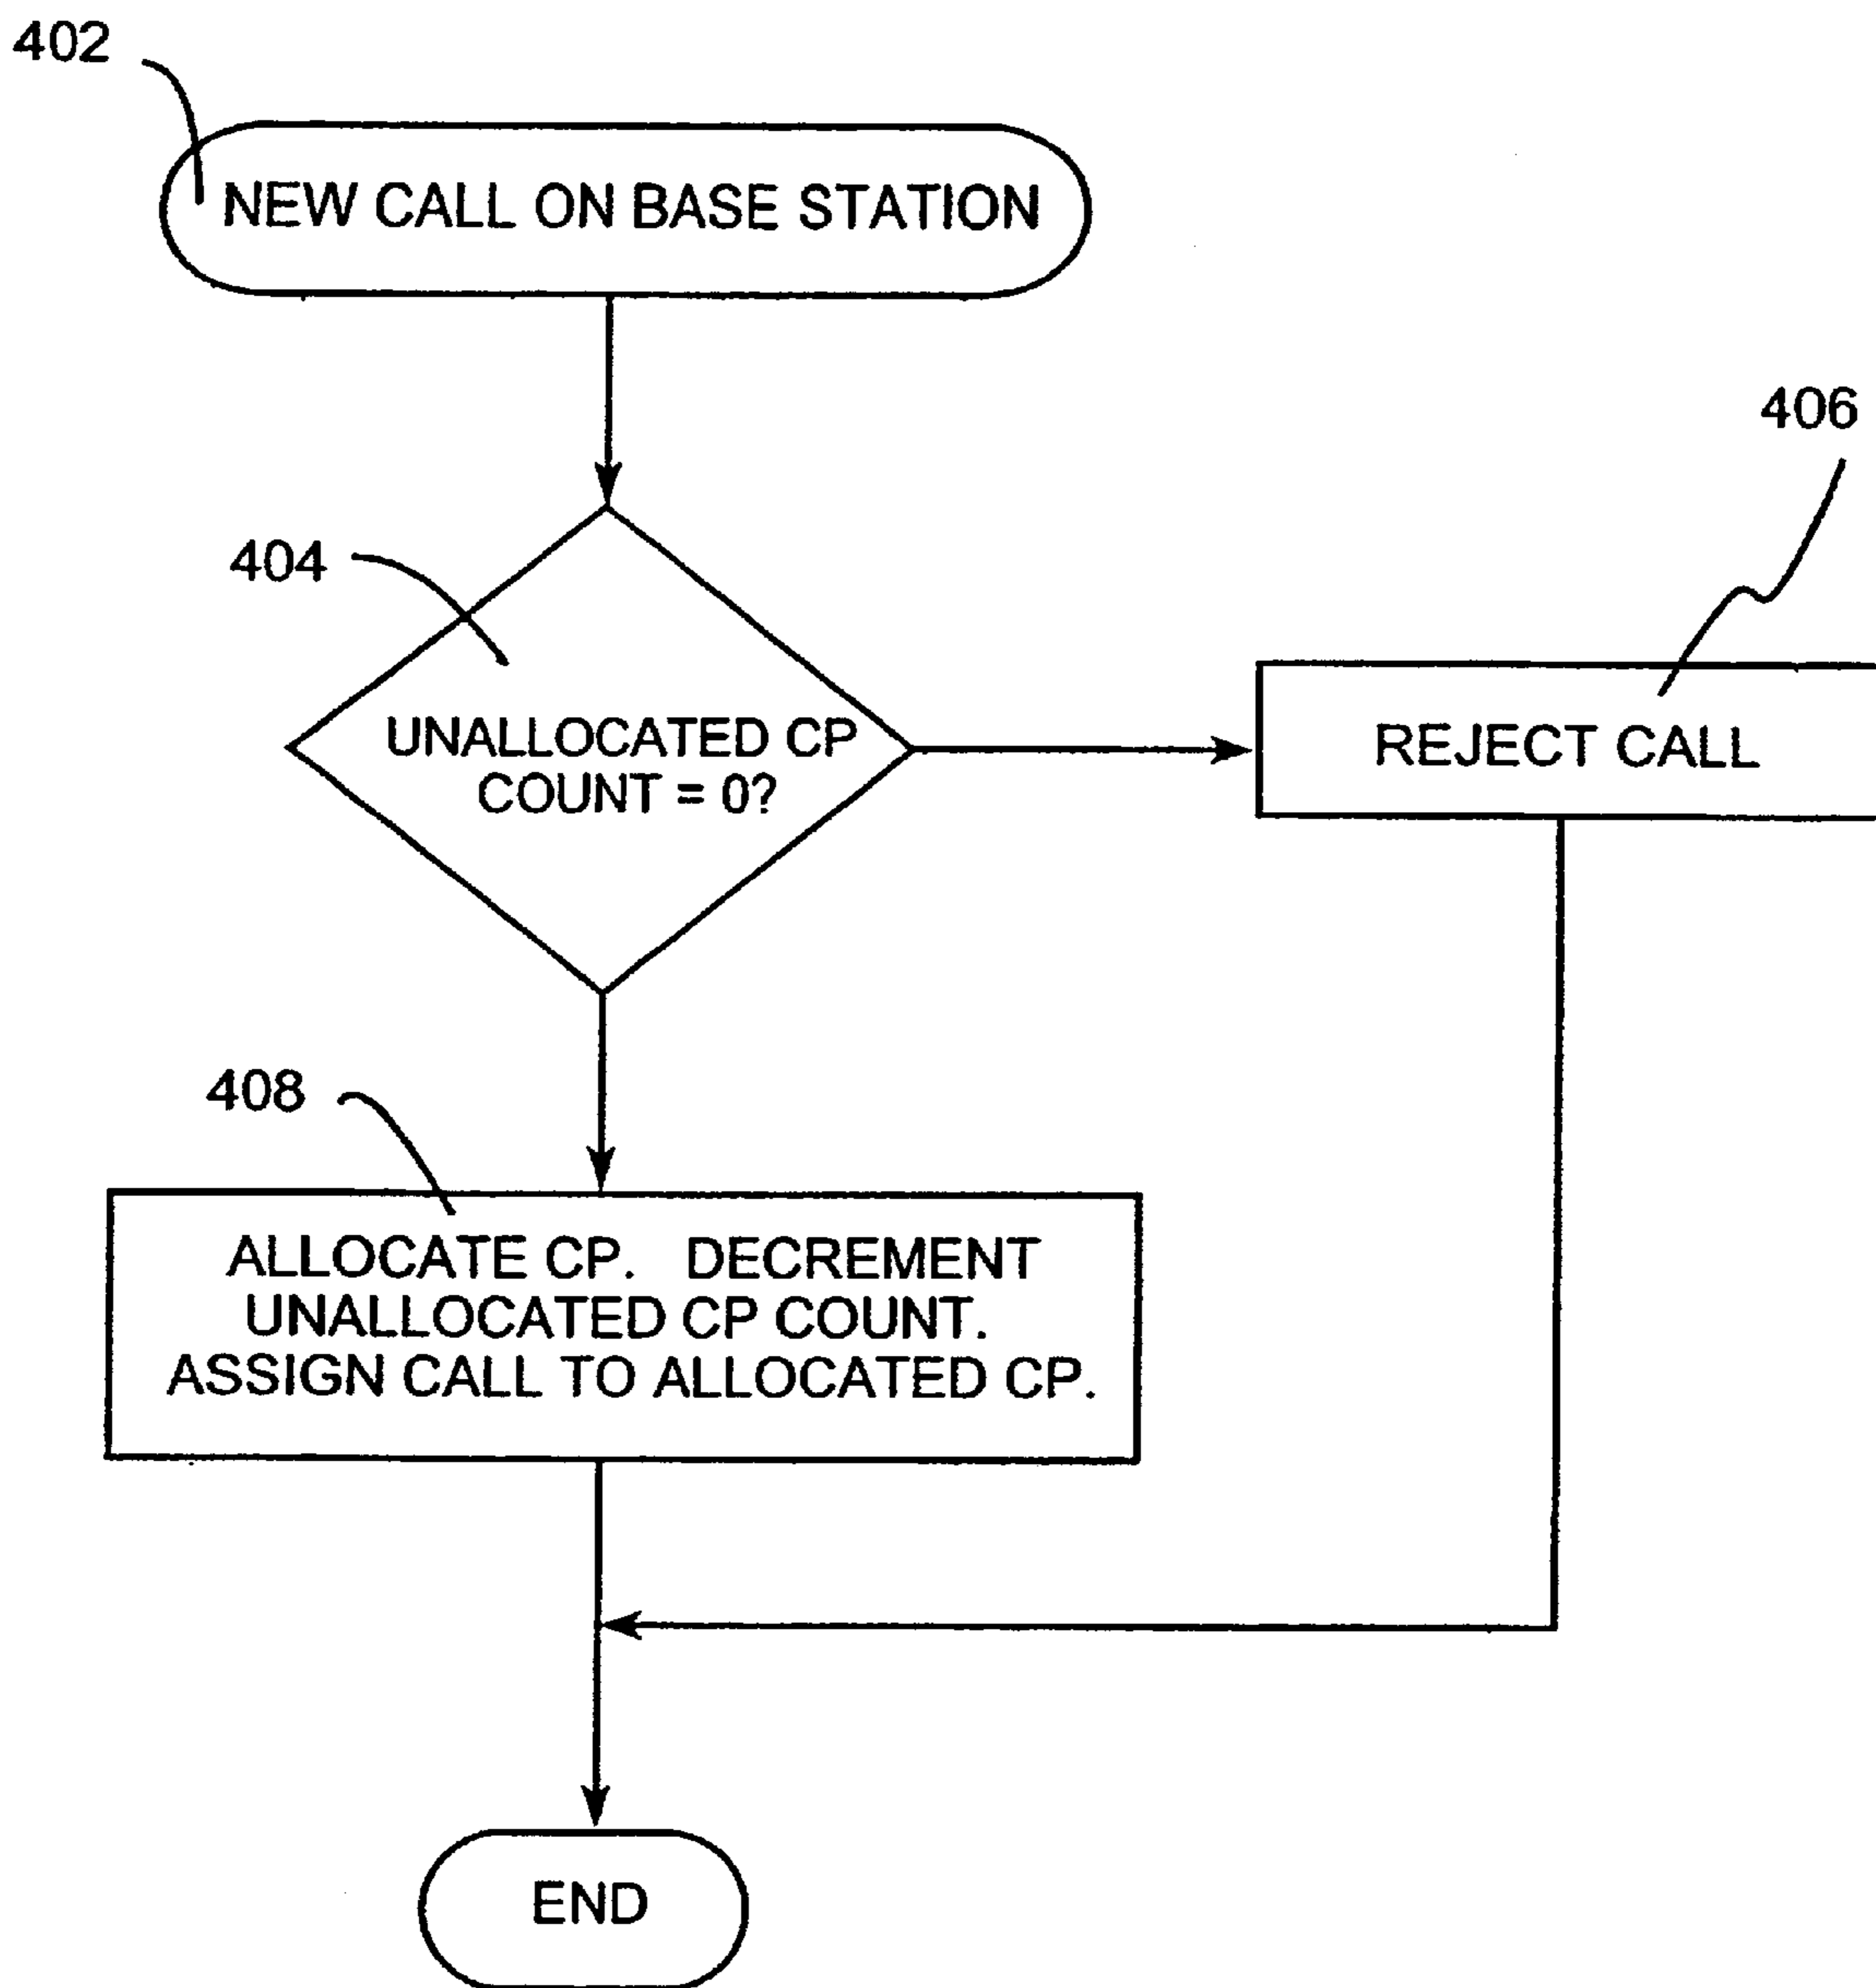 402
NEW CALL ON BASE STATION
406
404
UNALLOCATED CP
COUNT = 0?
REJECT CALL
408
ALLOCATE CP. DECREMENT
UNALLOCATED CP COUNT.
ASSIGN CALL TO ALLOCATED CP.
END